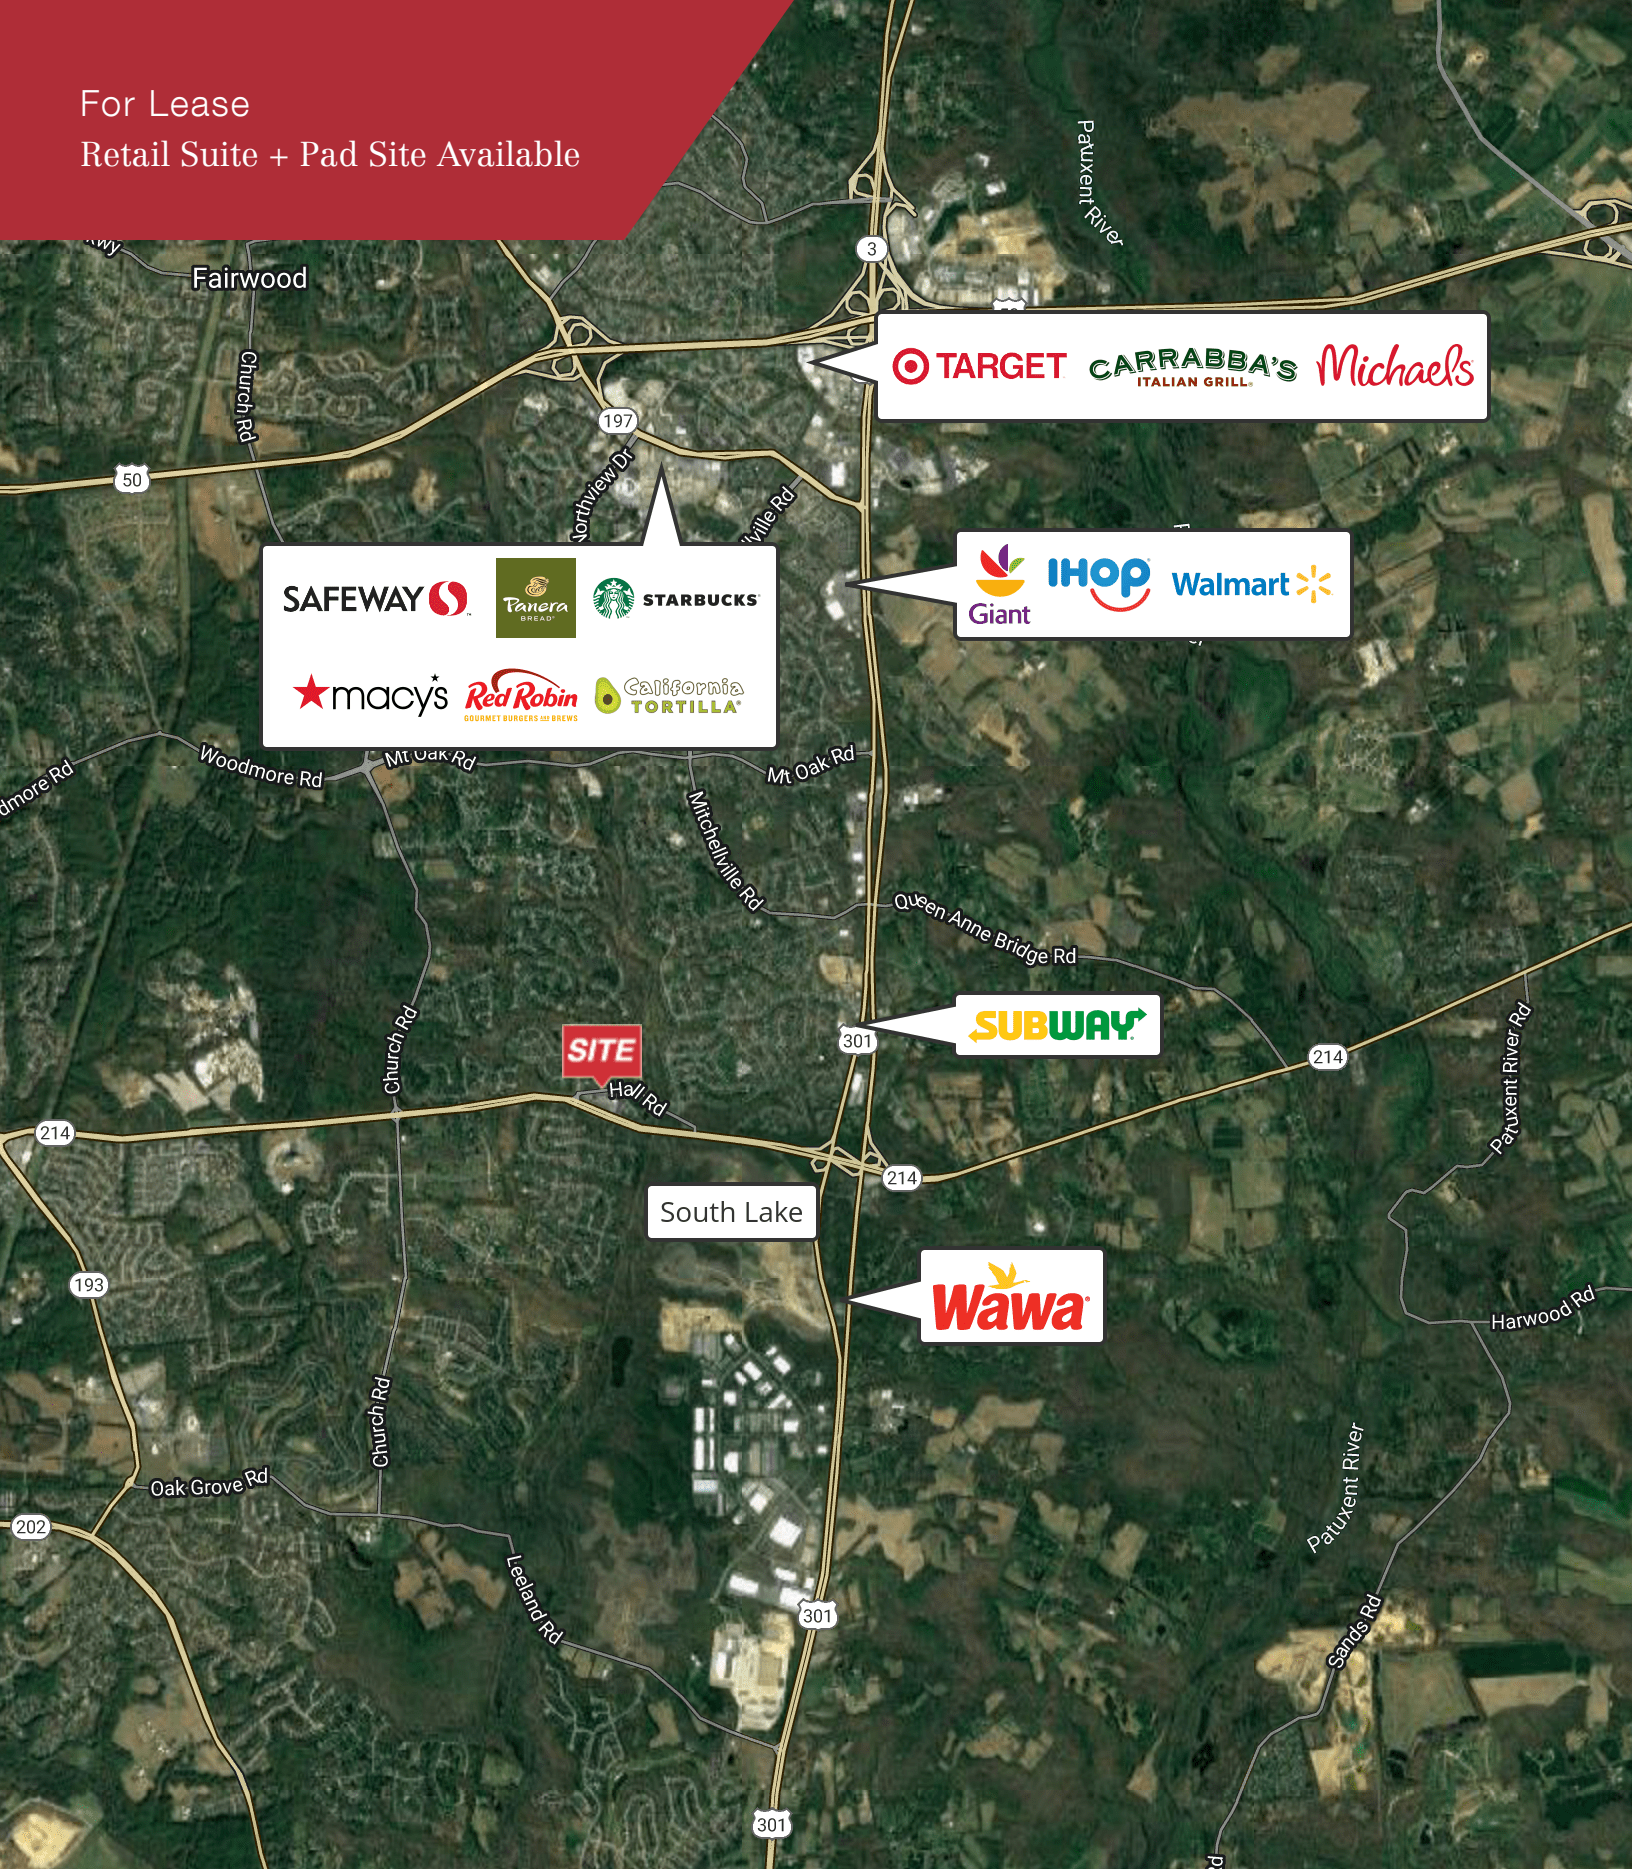 For Lease
Retail Suite + Pad Site Available
Patuxent River
Fairwood
3
Church Rd
TARGET
CARRABBA'S
ITALIAN GRILL
Michaels
197
50
Northview Dr
SAFEWAY
Panera
BREAD
STARBUCKS
Giant
IHOP
Walmart
macy's
Red Robin
GOURMET BURGERS AND BREWS
California
TORTILLA
Woodmore Rd
Mt Oak Rd
Mt Oak Rd
Mitchellville Rd
Queen Anne Bridge Rd
Church Rd
SUBWAY
301
SITE
Hall Rd
214
214
214
Patuxent River Rd
South Lake
193
Wawa
Harwood Rd
Church Rd
Oak Grove Rd
202
Patuxent River
Leeland Rd
301
Sands Rd
301